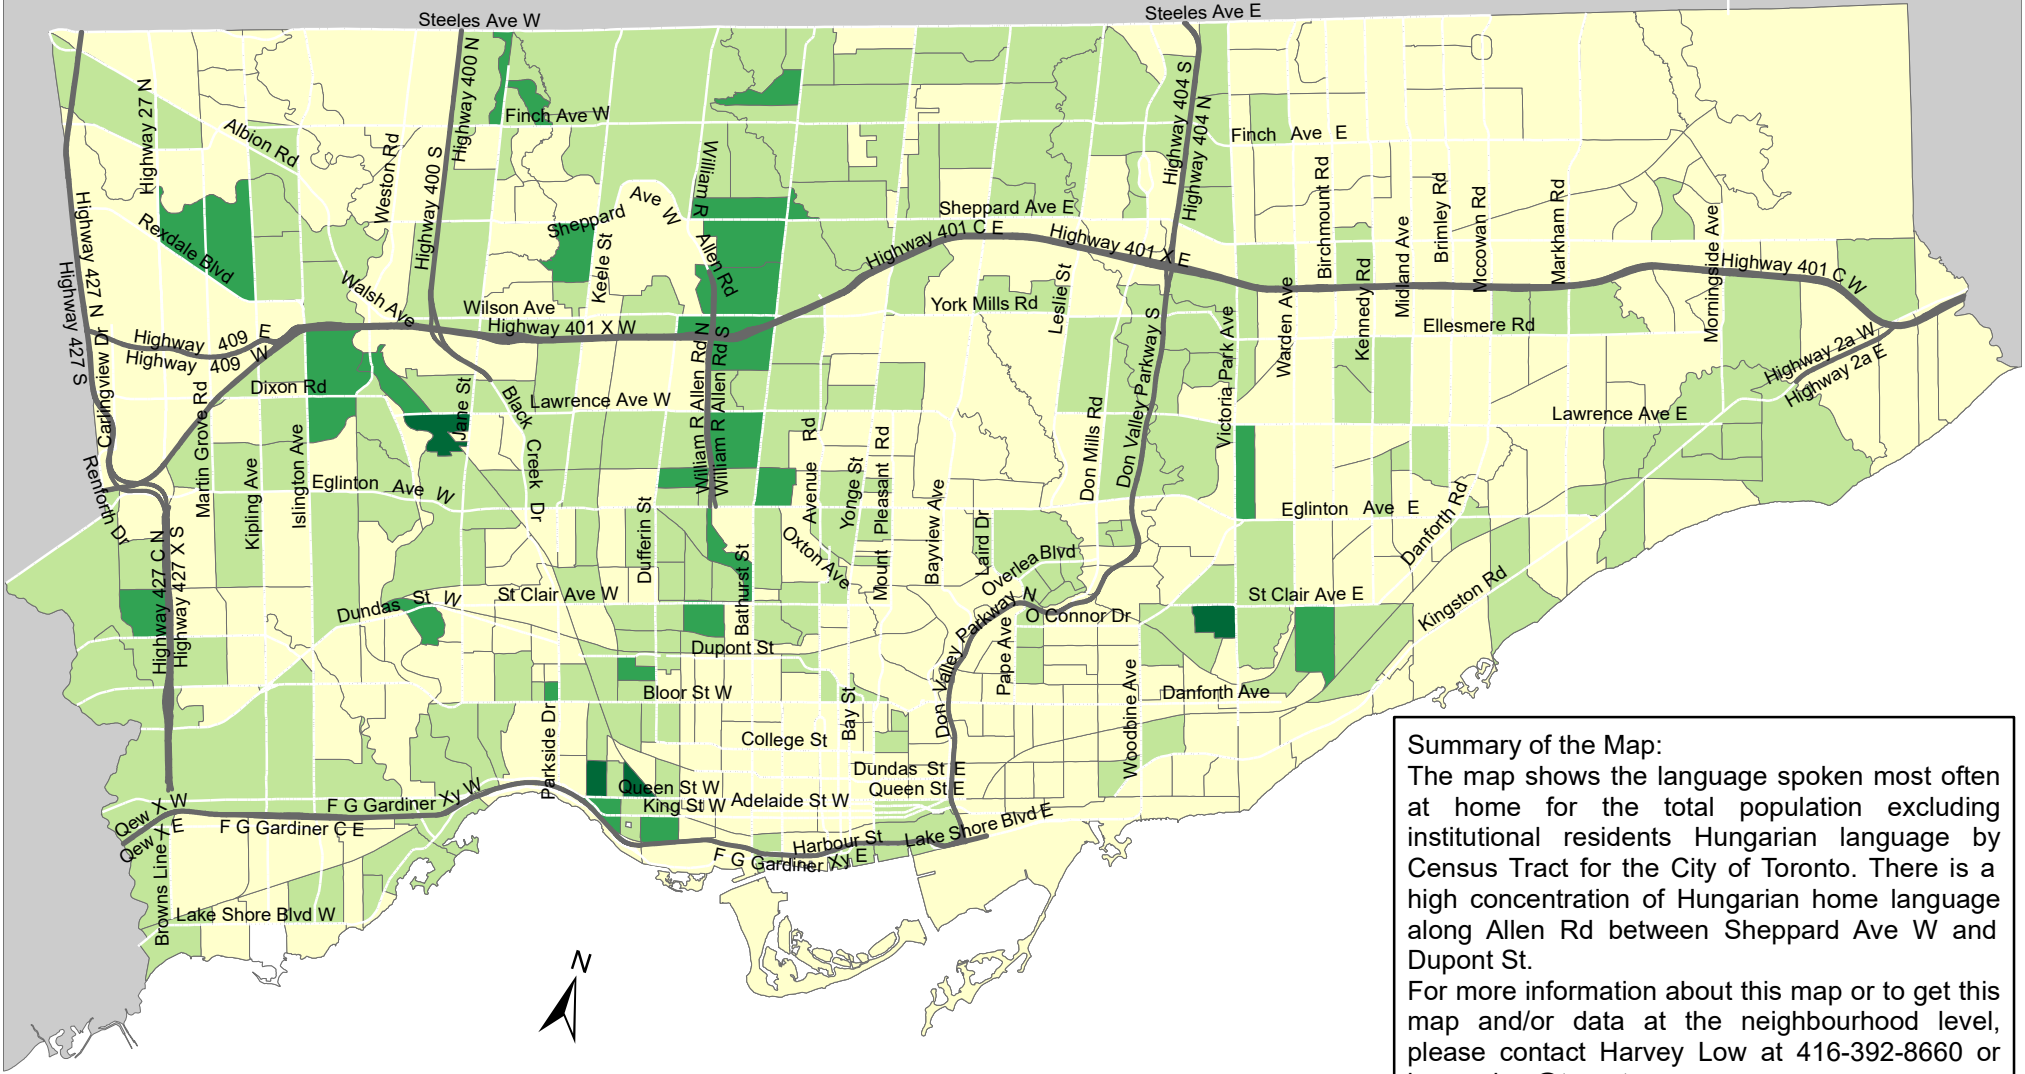 Steeles Ave W
Steeles Ave E
Highway 27 N
Albion Rd
Weston Rd
Highway 400 N
Highway 400 S
Finch Ave W
William R
Allen Rd
Highway 404 S
Highway 404 N
Finch Ave E
Rexdale Blvd
Highway 427 N
Highway 427 S
Sheppard Ave W
Keele St
Sheppard Ave E
Highway 401 C E
Highway 401 X E
Birchmount Rd
Midland Ave
Brimley Rd
Mccowan Rd
Markham Rd
Morningside Ave
Highway 401 C W
Walsh Ave
Wilson Ave
Highway 401 X W
York Mills Rd
Leslie St
Warden Ave
Kennedy Rd
Ellesmere Rd
Highway 2a W
Highway 2a E
Highway 409 E
Highway 409 W
Carlingview Dr
Dixon Rd
Martin Grove Rd
Jane St
Black Creek Dr
Lawrence Ave W
William R Allen Rd N
William R Allen Rd S
Don Mills Rd
Don Valley Parkway S
Victoria Park Ave
Lawrence Ave E
Renforth Dr
Kipling Ave
Islington Ave
Eglinton Ave W
Dufferin St
Avenue Rd
Yonge St
Mount Pleasant Rd
Bayview Ave
Laird Dr
Eglinton Ave E
Danforth Rd
Highway 427 C N
Highway 427 X S
Oxton Ave
Overlea Blvd
Dundas St W
St Clair Ave W
Bathurst St
Don Valley Parkway N
O Connor Dr
St Clair Ave E
Kingston Rd
Dupont St
Pape Ave
Bloor St W
Bay St
Woodbine Ave
Danforth Ave
Parkside Dr
College St
Dundas St E
Queen St E
Queen St W
King St W
Adelaide St W
Qew X W
Qew X E
F G Gardiner Xy W
F G Gardiner C E
F G Gardiner Xy E
Harbour St
Lake Shore Blvd E
Browns Line
Lake Shore Blvd W
N
Summary of the Map:
The map shows the language spoken most often
at home for the total population excluding
institutional residents Hungarian language by
Census Tract for the City of Toronto. There is a
high concentration of Hungarian home language
along Allen Rd between Sheppard Ave W and
Dupont St.
For more information about this map or to get this
map and/or data at the neighbourhood level,
please contact Harvey Low at 416-392-8660 or